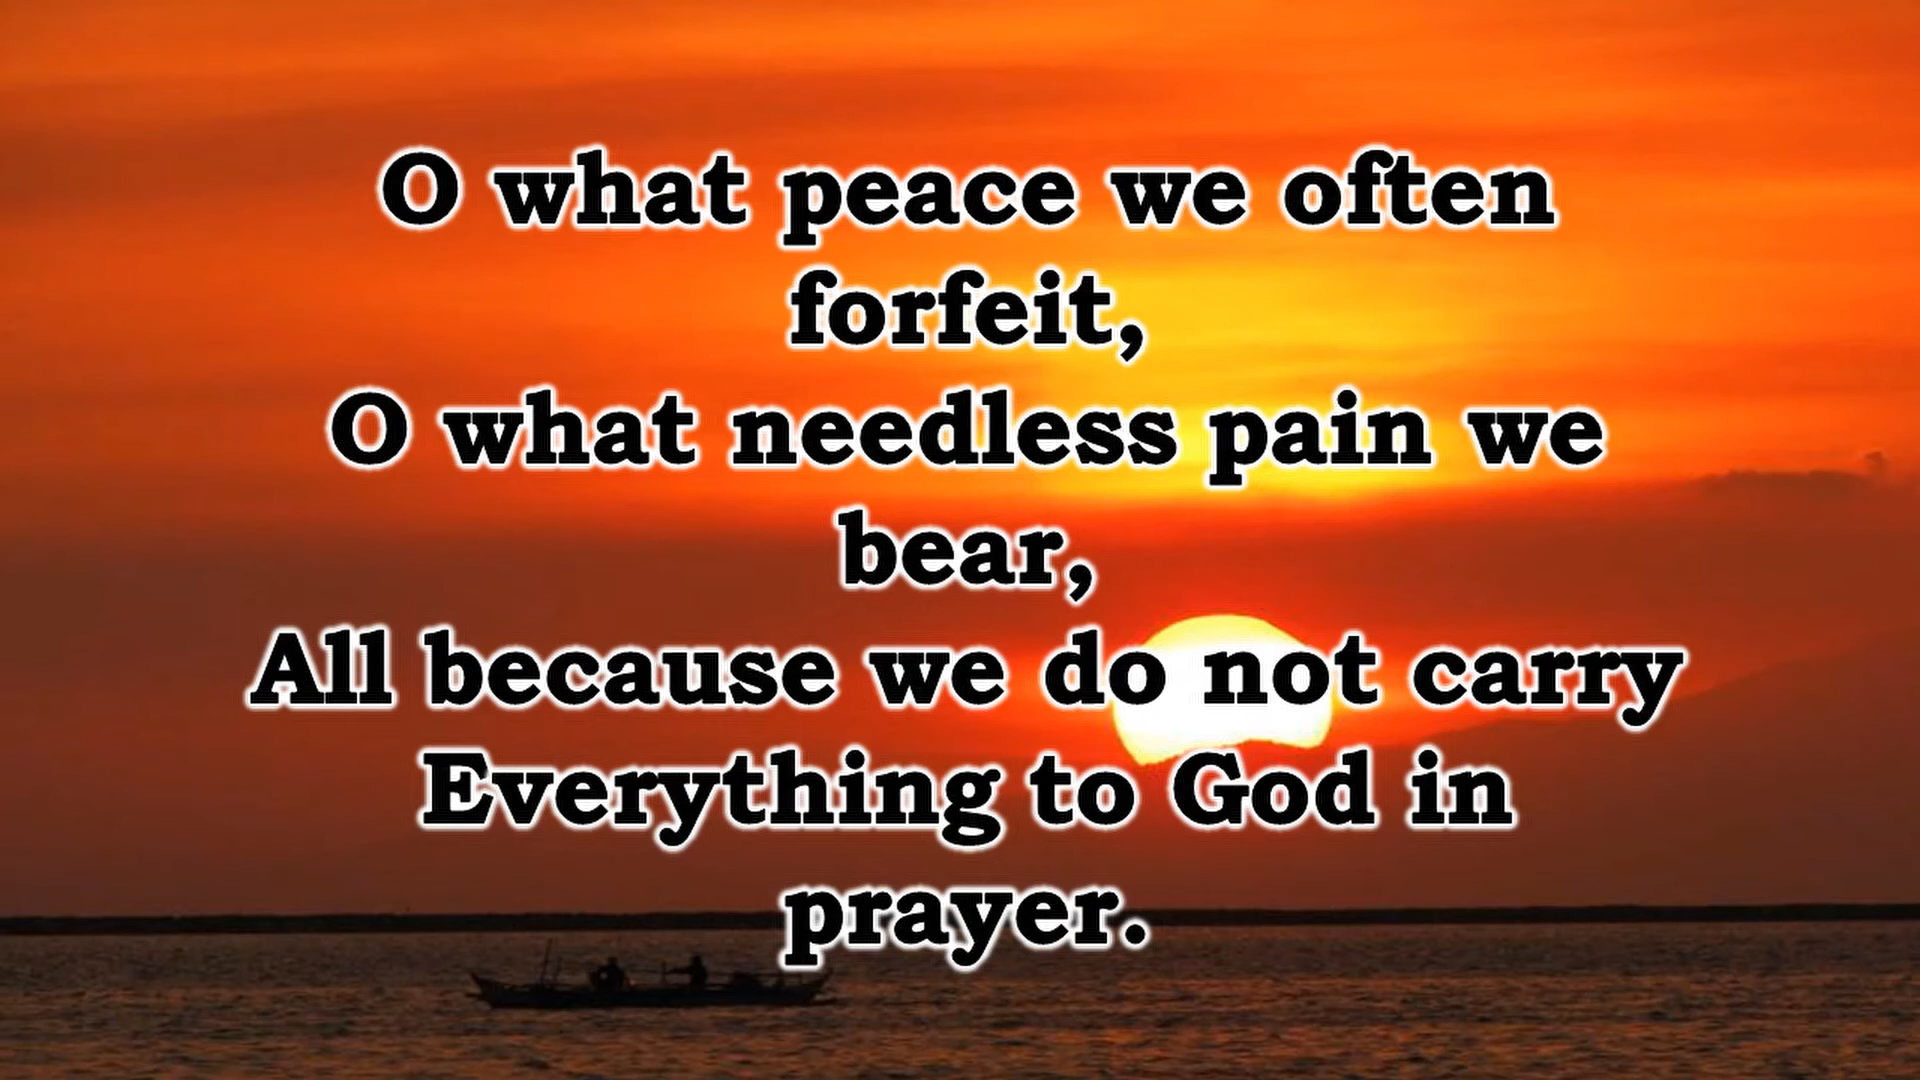 O what peace we often
forfeit,
O what needless pain we
bear,
All because we do not carry
Everything to God in
prayer.